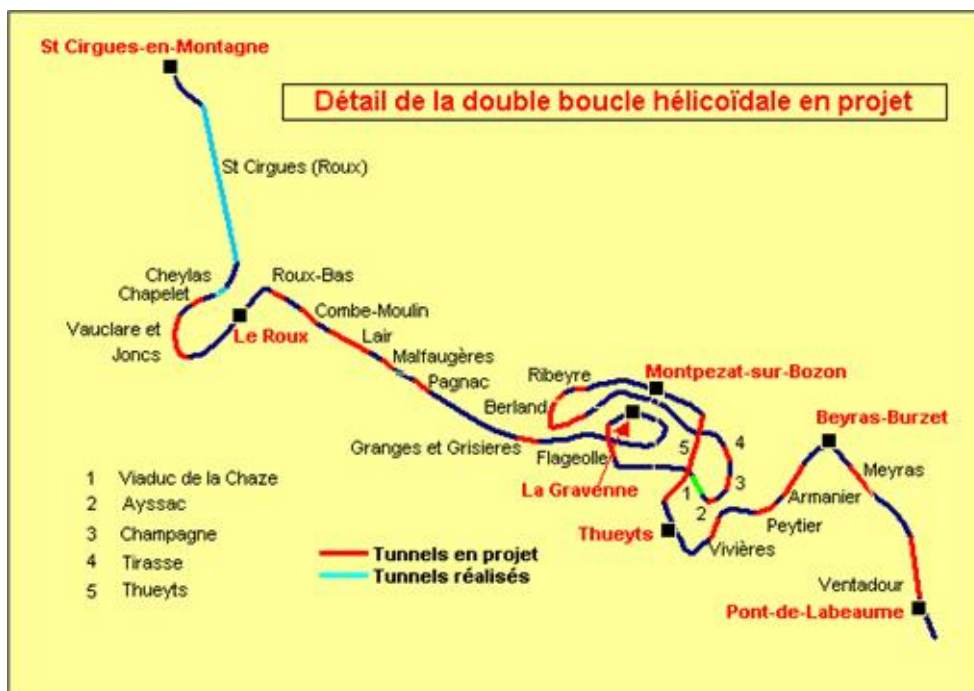 St Cirgues-en-Montagne
Détail de la double boucle hélicoïdale en projet
St Cirgues (Roux)
Cheylas
Chapelet
Roux-Bas
Vauclare et
Joncs
Le Roux
Combe-Moulin
Lair
Malfaugères
Pagnac
Ribeyre
Montpezat-sur-Bozon
Berland
Beyras-Burzet
Granges et Grisieres
Flageolle
5
4
Meyras
La Gravenne
1
3
2
Armanier
Peytier
Thueyts
Vivières
Ventadour
Pont-de-Labeaume
1 Viaduc de la Chaze
2 Ayssac
3 Champagne
4 Tirasse
5 Thueyts
Tunnels en projet
Tunnels réalisés